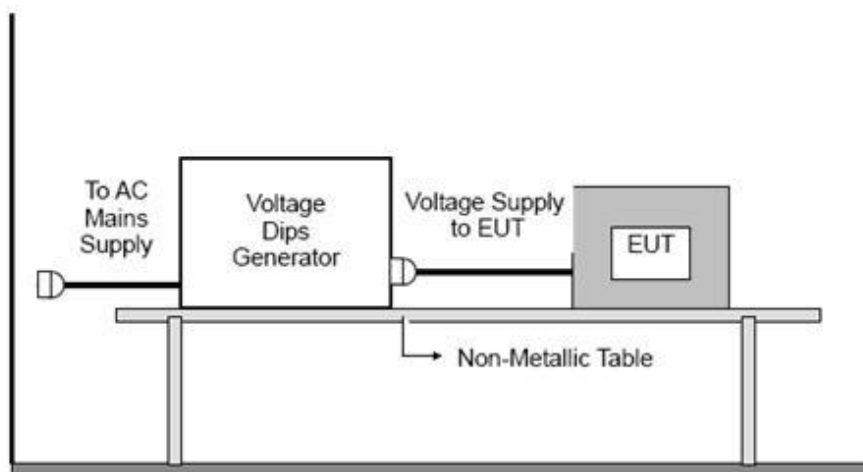 To AC
Mains
Supply
Voltage
Dips
Generator
Voltage Supply
to EUT
EUT
Non-Metallic Table